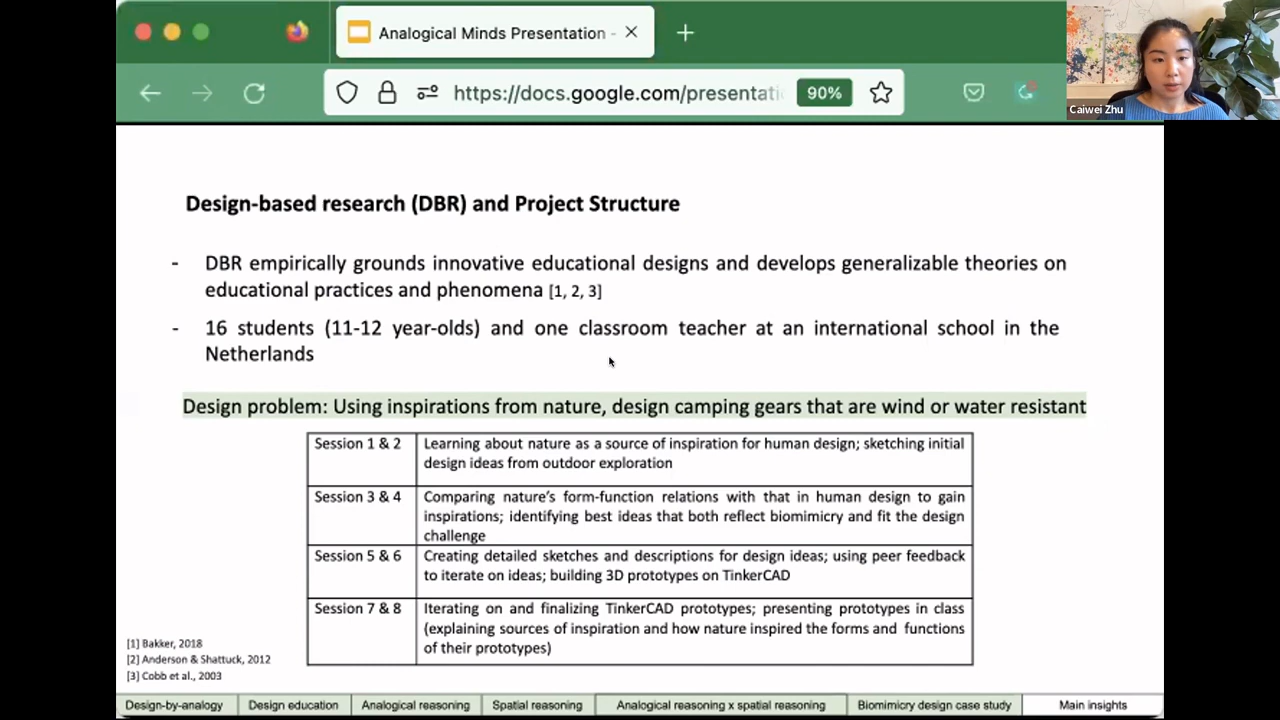 Analogical Minds Presentation -
https://docs.google.com/presentati
90%
Caiwei Zhu
Design-based research (DBR) and Project Structure
- DBR empirically grounds innovative educational designs and develops generalizable theories on
educational practices and phenomena [1, 2, 3]
- 16 students (11-12 year-olds) and one classroom teacher at an international school in the
Netherlands
Design problem: Using inspirations from nature, design camping gears that are wind or water resistant
Session 1 & 2
Learning about nature as a source of inspiration for human design; sketching initial
design ideas from outdoor exploration
Session 3 & 4
Comparing nature's form-function relations with that in human design to gain
inspirations; identifying best ideas that both reflect biomimicry and fit the design
challenge
Session 5 & 6
Creating detailed sketches and descriptions for design ideas; using peer feedback
to iterate on ideas; building 3D prototypes on TinkerCAD
Session 7 & 8
Iterating on and finalizing TinkerCAD prototypes; presenting prototypes in class
(explaining sources of inspiration and how nature inspired the forms and functions
of their prototypes)
[1] Bakker, 2018
[2] Anderson & Shattuck, 2012
[3] Cobb et al., 2003
Design-by-analogy
Design education
Analogical reasoning
Spatial reasoning
Analogical reasoning x spatial reasoning
Biomimicry design case study
Main insights